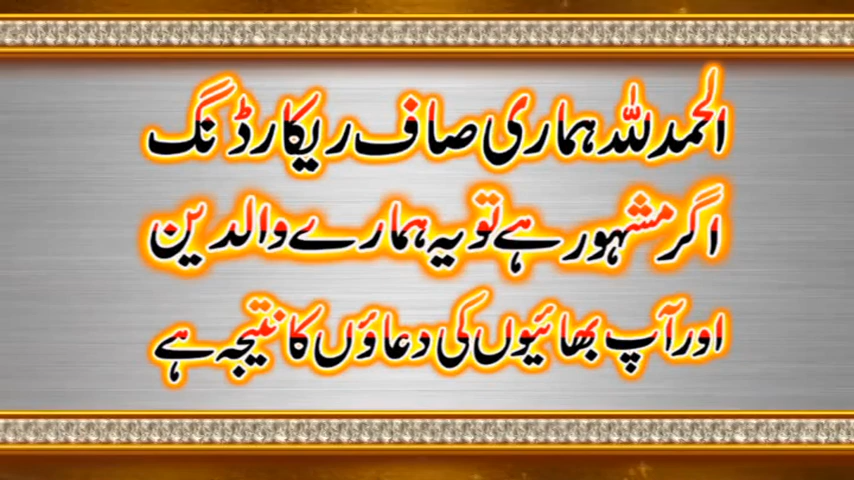 الحمدللہ ہماری صاف ریکارڈنگ
اگر مشہور ہے تو یہ ہمارے والدین
اور آپ بھائیوں کی دعاؤں کا نتیجہ ہے